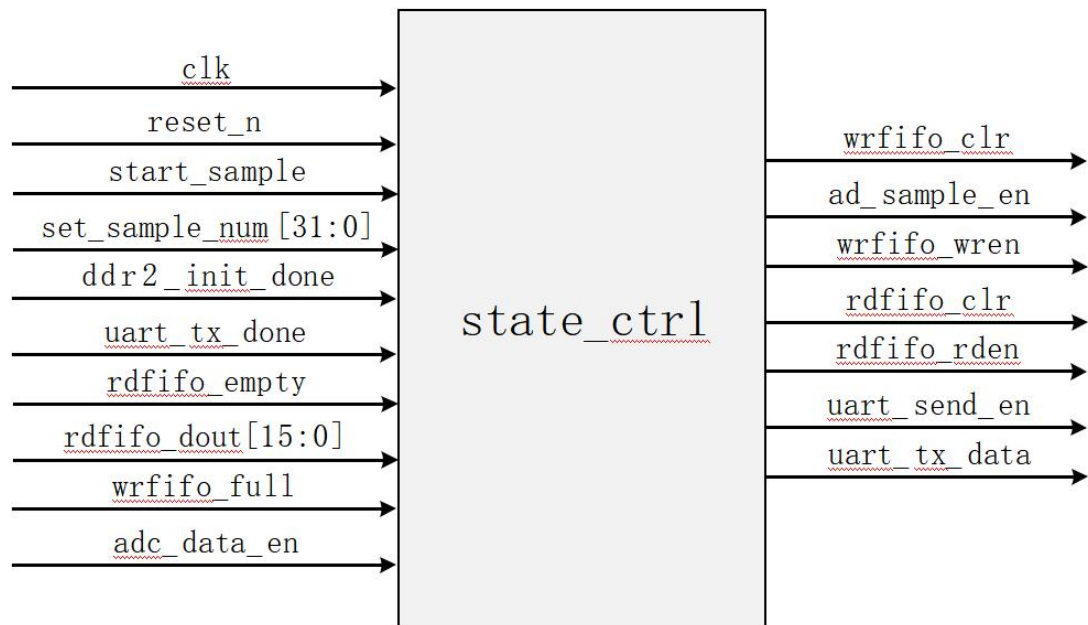 clk
reset_n
start_sample
set_sample_num[31:0]
ddr2_init_done
uart_tx_done
rdfifo_empty
rdfifo_dout[15:0]
wrfifo_full
adc_data_en
state_ctrl
wrfifo_clr
ad_sample_en
wrfifo_wren
rdfifo_clr
rdfifo_rden
uart_send_en
uart_tx_data